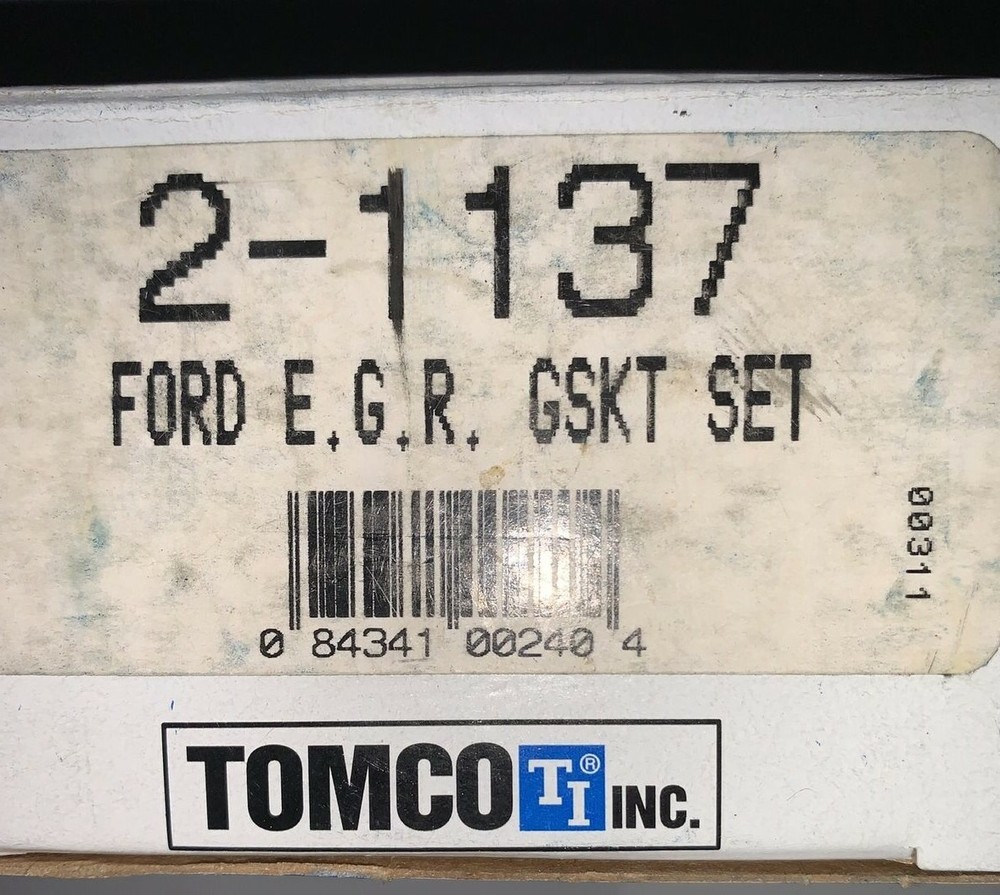 2-1137
FORD E.G.R. GSKT SET
00311
0 84341 00240 4
TOMCO TI® INC.